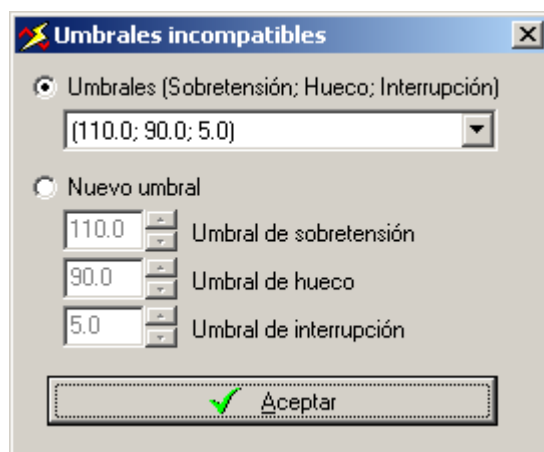 Umbrales incompatibles
Umbrales (Sobretensión; Hueco; Interrupción)
(110.0; 90.0; 5.0)
Nuevo umbral
110.0 Umbral de sobretensión
90.0 Umbral de hueco
5.0 Umbral de interrupción
Aceptar